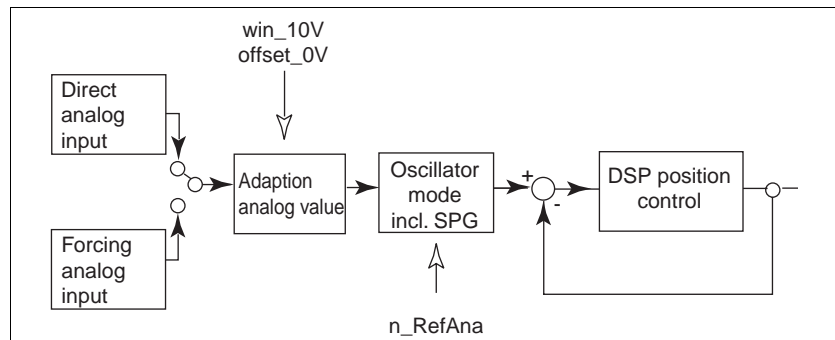 win_10V
offset_0V
Direct
analog
input
Adaption
analog value
Oscillator
mode
incl. SPG
+
-
DSP position
control
Forcing
analog
input
n_RefAna